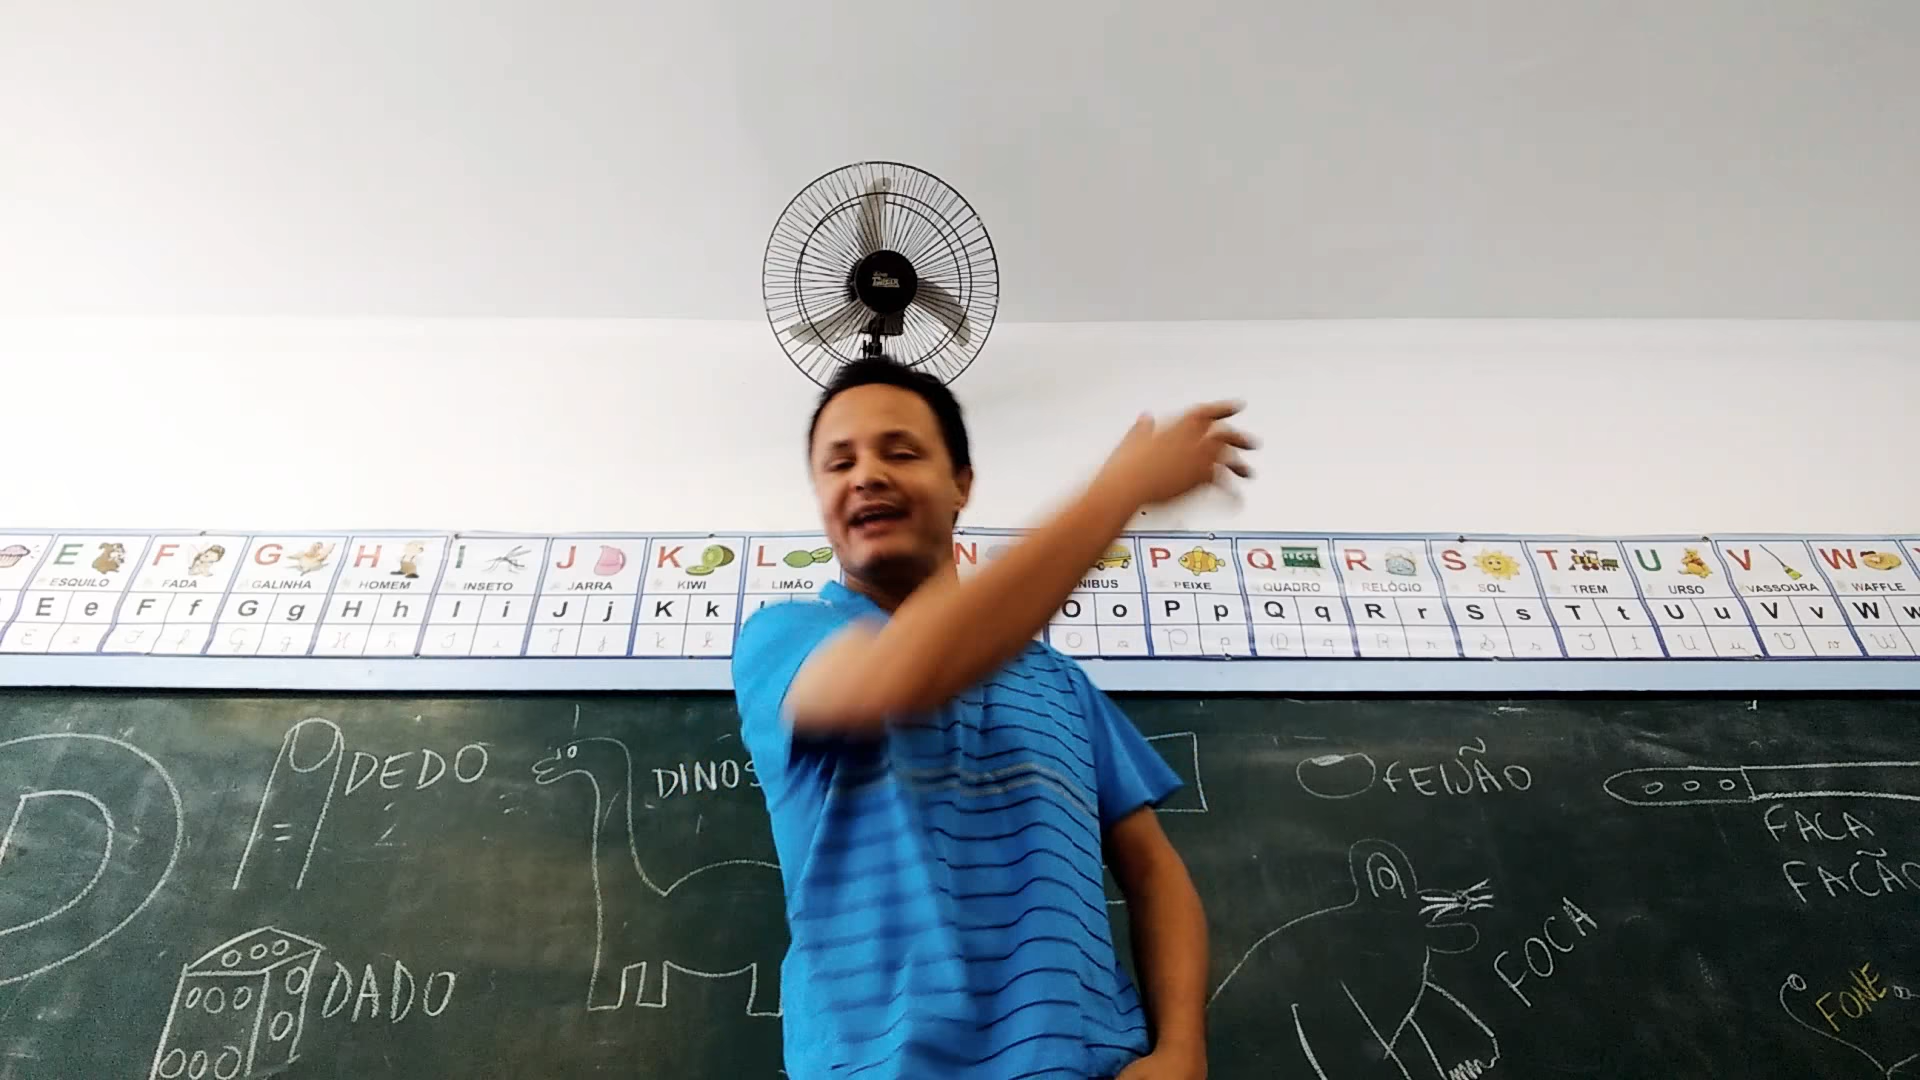 E F G H I J K L N P Q R S T U V W
ESQUILO FADA GALINHA HOMEM INSETO JARRA KIWI LIMÃO NIBUS PEIXE QUADRO RELÓGIO SOL TREM URSO VASSOURA WAFFLE
E e F f G g H h I i J j K k O o P p Q q R r S s T t U u V v W w
E e F f G g H h I i J j K k O o P p Q q R r S s T t U u V v W
D DEDO DINOS FEIJÃO
FACA
FACÃO
DADO FOCA
FONE